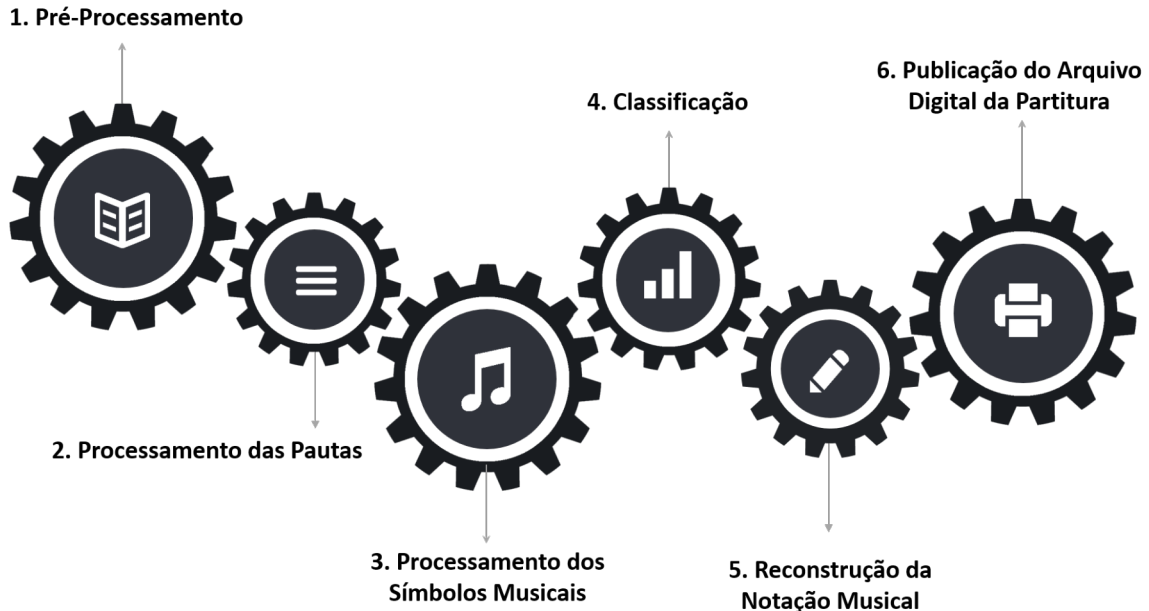 1. Pré-Processamento
2. Processamento das Pautas
3. Processamento dos
Símbolos Musicais
4. Classificação
5. Reconstrução da
Notação Musical
6. Publicação do Arquivo
Digital da Partitura